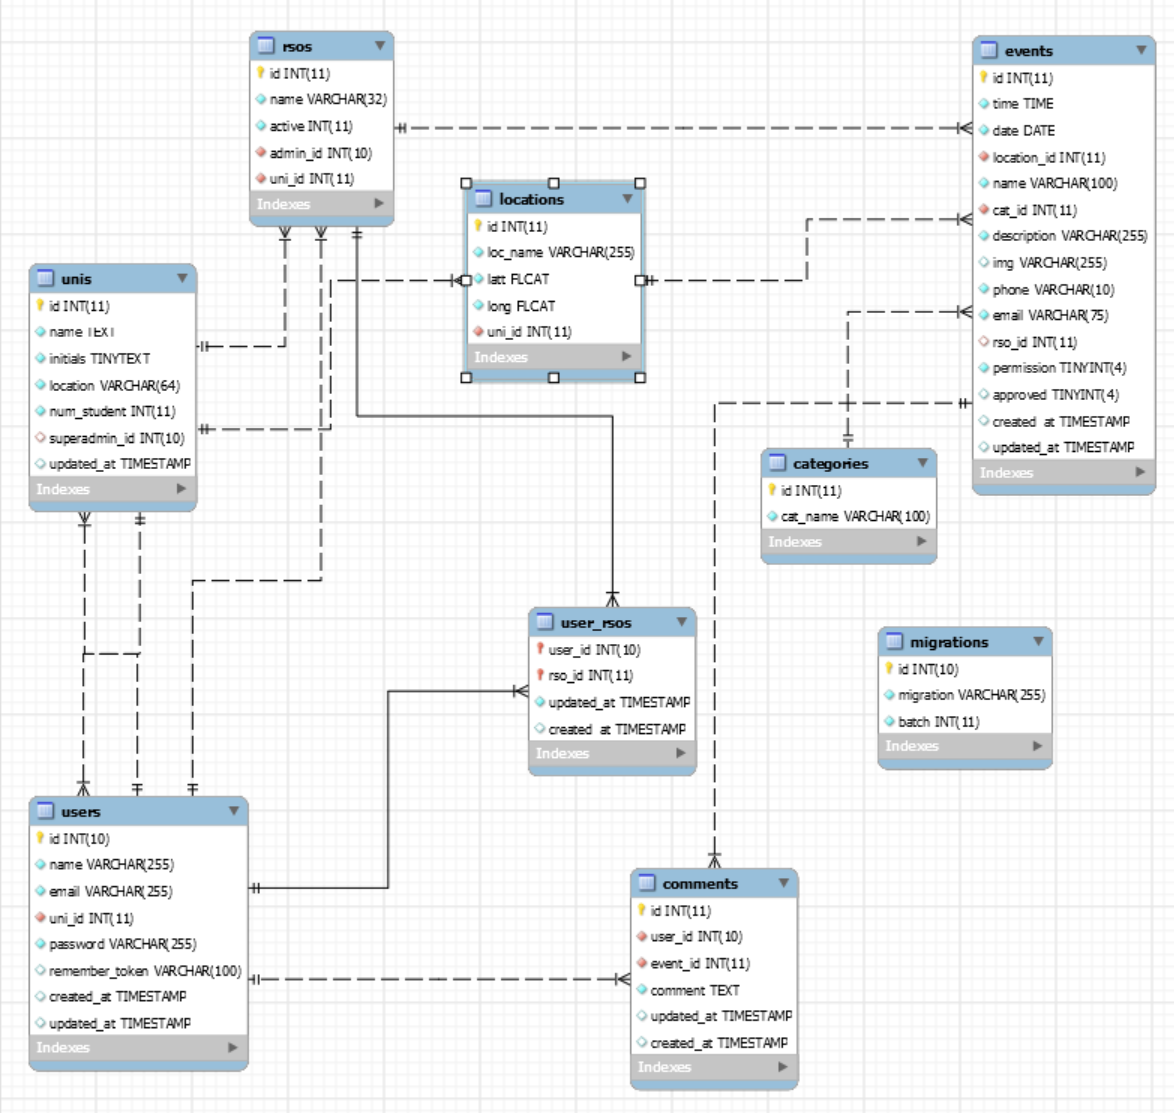 rsos
id INT(11)
name VARCHAR(32)
active INT(11)
admin_id INT(10)
uni_id INT(11)
Indexes
events
id INT(11)
time TIME
date DATE
location_id INT(11)
name VARCHAR(100)
cat_id INT(11)
description VARCHAR(255)
img VARCHAR(255)
phone VARCHAR(10)
email VARCHAR(75)
rso_id INT(11)
permission TINYINT(4)
approved TINYINT(4)
created_at TIMESTAMP
updated_at TIMESTAMP
Indexes
locations
id INT(11)
loc_name VARCHAR(255)
latt FLOAT
long FLOAT
uni_id INT(11)
Indexes
unis
id INT(11)
name TEXT
initials TINYTEXT
location VARCHAR(64)
num_student INT(11)
superadmin_id INT(10)
updated_at TIMESTAMP
Indexes
categories
id INT(11)
cat_name VARCHAR(100)
Indexes
user_rsos
user_id INT(10)
rso_id INT(11)
updated_at TIMESTAMP
created_at TIMESTAMP
Indexes
migrations
id INT(10)
migration VARCHAR(255)
batch INT(11)
Indexes
users
id INT(10)
name VARCHAR(255)
email VARCHAR(255)
uni_id INT(11)
password VARCHAR(255)
remember_token VARCHAR(100)
created_at TIMESTAMP
updated_at TIMESTAMP
Indexes
comments
id INT(11)
user_id INT(10)
event_id INT(11)
comment TEXT
updated_at TIMESTAMP
created_at TIMESTAMP
Indexes